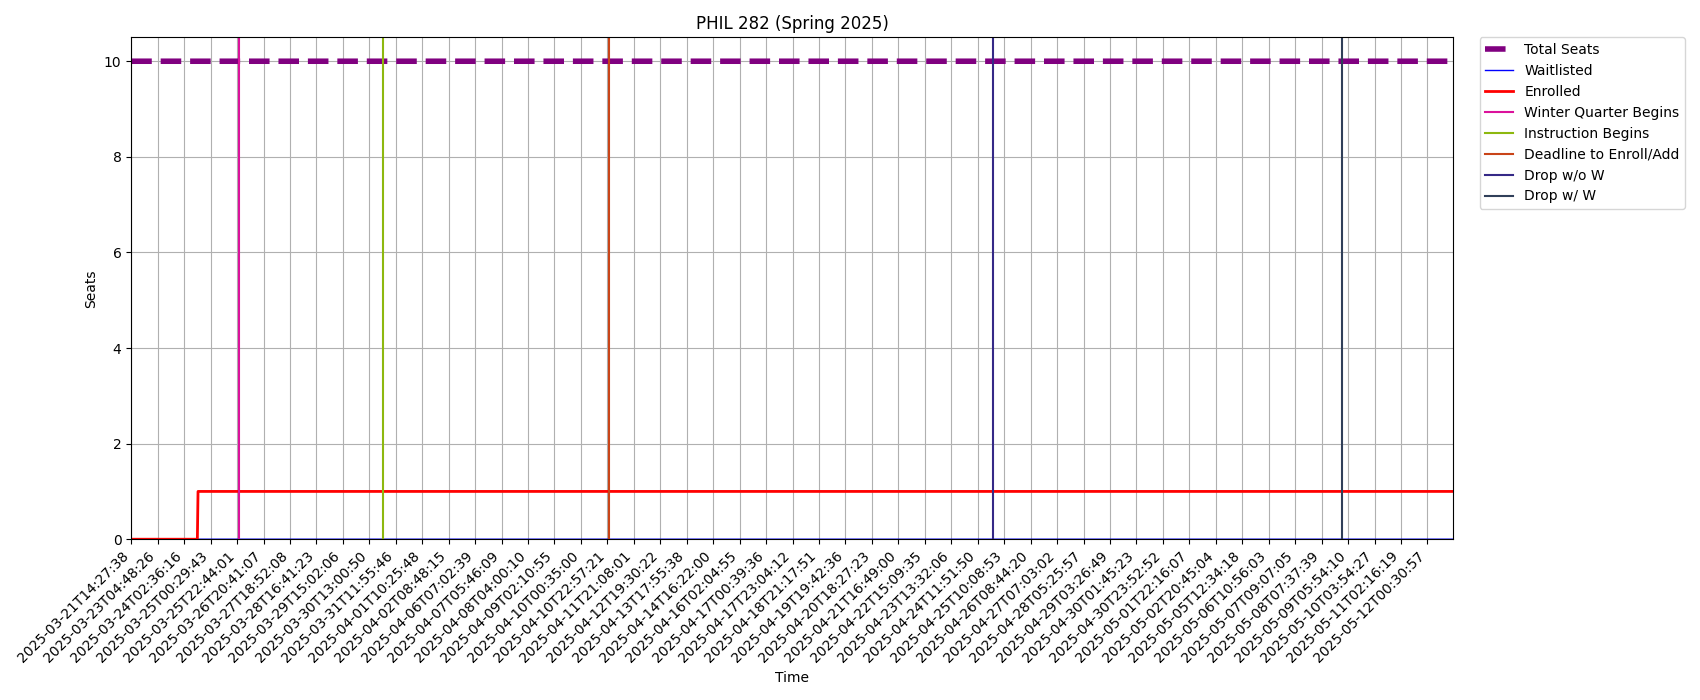 PHIL 282 (Spring 2025)
10
8
6
4
2
0
Seats
Total Seats
Waitlisted
Enrolled
Winter Quarter Begins
Instruction Begins
Deadline to Enroll/Add
Drop w/o W
Drop w/ W
2025-03-21T14:27:38
2025-03-23T04:48:26
2025-03-24T02:36:16
2025-03-25T00:29:43
2025-03-25T22:44:01
2025-03-26T20:41:07
2025-03-27T18:52:08
2025-03-28T16:41:23
2025-03-29T15:02:06
2025-03-30T13:00:50
2025-03-31T11:55:46
2025-04-01T10:25:48
2025-04-02T08:48:15
2025-04-06T07:02:39
2025-04-07T05:46:09
2025-04-08T04:00:10
2025-04-09T02:10:55
2025-04-10T00:35:00
2025-04-10T22:57:21
2025-04-11T21:08:01
2025-04-12T19:30:22
2025-04-13T17:55:38
2025-04-14T16:22:00
2025-04-16T02:04:55
2025-04-17T00:39:36
2025-04-17T23:04:12
2025-04-18T21:17:51
2025-04-19T19:42:36
2025-04-20T18:27:23
2025-04-21T16:49:00
2025-04-22T15:09:35
2025-04-23T13:32:06
2025-04-24T11:51:50
2025-04-25T10:08:53
2025-04-26T08:44:20
2025-04-27T07:03:02
2025-04-28T05:25:57
2025-04-29T03:26:49
2025-04-30T01:45:23
2025-04-30T23:52:52
2025-05-01T22:16:07
2025-05-02T20:45:04
2025-05-05T12:34:18
2025-05-06T10:56:03
2025-05-07T09:07:05
2025-05-08T07:37:39
2025-05-09T05:54:10
2025-05-10T03:54:27
2025-05-11T02:16:19
2025-05-12T00:30:57
Time